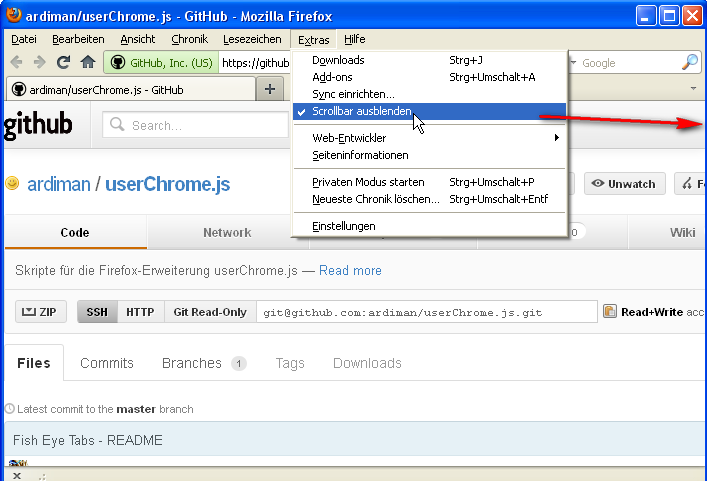 ardiman/userChrome.js - GitHub - Mozilla Firefox
Datei Bearbeiten Ansicht Chronik Lesezeichen Extras Hilfe
GitHub, Inc. (US) https://github Google
ardiman/userChrome.js - GitHub
Downloads Strg+J
Add-ons Strg+Umschalt+A
Sync einrichten...
Scrollbar ausblenden
Web-Entwickler
Seiteninformationen
Privaten Modus starten Strg+Umschalt+P
Neueste Chronik löschen... Strg+Umschalt+Entf
Einstellungen
github Search...
ardiman / userChrome.js Unwatch Fo
Code Network 0 Wiki
Skripte für die Firefox-Erweiterung userChrome.js — Read more
ZIP SSH HTTP Git Read-Only git@github.com:ardiman/userChrome.js.git Read+Write acc
Files Commits Branches 1 Tags Downloads
Latest commit to the master branch
Fish Eye Tabs - README